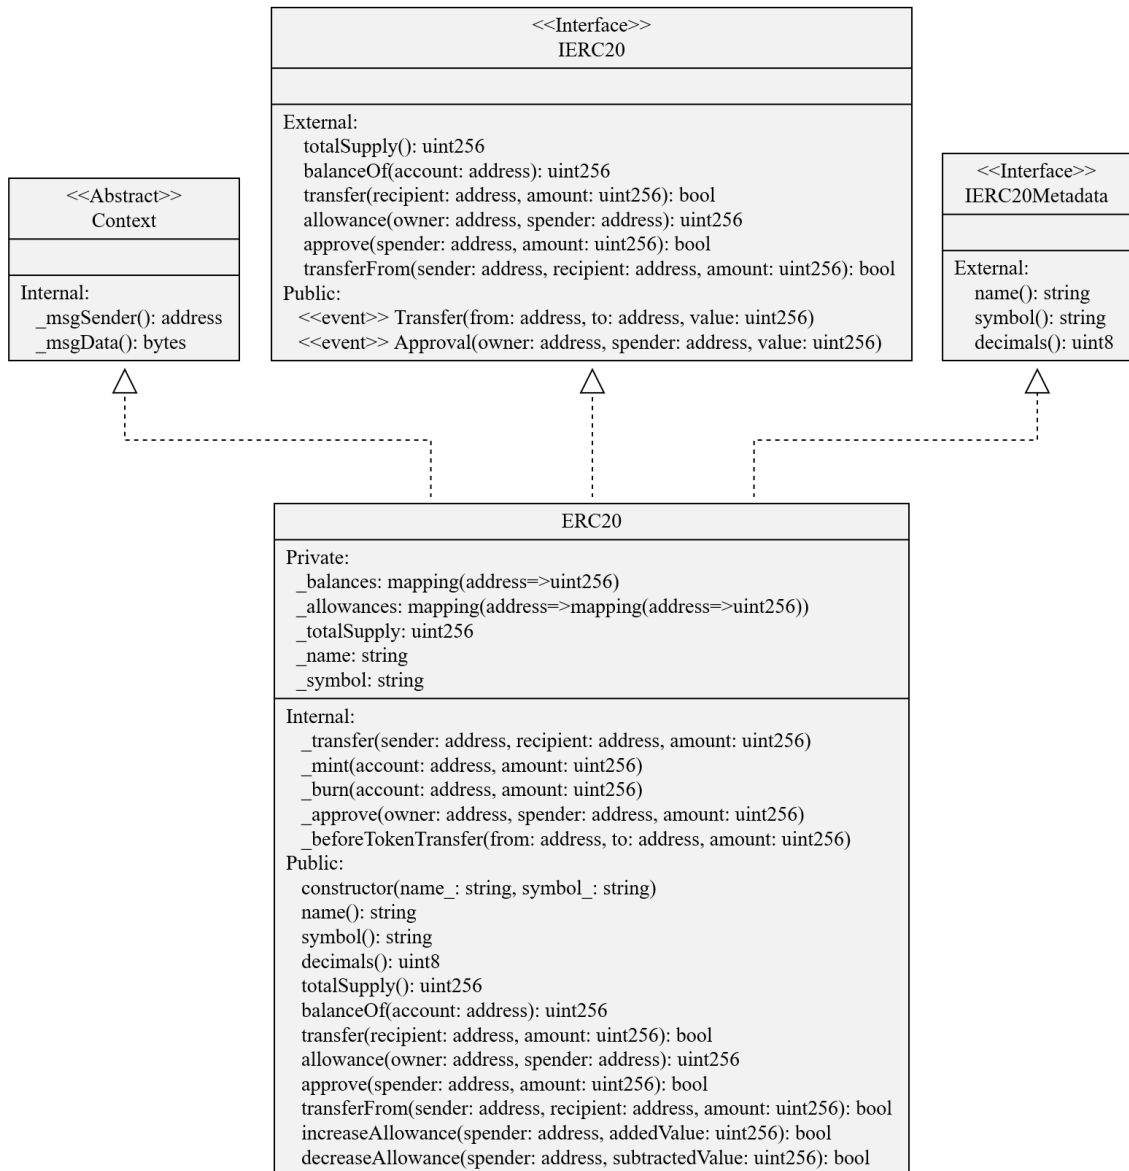 <<Interface>>
IERC20
External:
totalSupply(): uint256
balanceOf(account: address): uint256
transfer(recipient: address, amount: uint256): bool
allowance(owner: address, spender: address): uint256
approve(spender: address, amount: uint256): bool
transferFrom(sender: address, recipient: address, amount: uint256): bool
Public:
<<event>> Transfer(from: address, to: address, value: uint256)
<<event>> Approval(owner: address, spender: address, value: uint256)
<<Abstract>>
Context
Internal:
_msgSender(): address
_msgData(): bytes
<<Interface>>
IERC20Metadata
External:
name(): string
symbol(): string
decimals(): uint8
ERC20
Private:
_balances: mapping(address=>uint256)
_allowances: mapping(address=>mapping(address=>uint256))
_totalSupply: uint256
_name: string
_symbol: string
Internal:
_transfer(sender: address, recipient: address, amount: uint256)
_mint(account: address, amount: uint256)
_burn(account: address, amount: uint256)
_approve(owner: address, spender: address, amount: uint256)
_beforeTokenTransfer(from: address, to: address, amount: uint256)
Public:
constructor(name_: string, symbol_: string)
name(): string
symbol(): string
decimals(): uint8
totalSupply(): uint256
balanceOf(account: address): uint256
transfer(recipient: address, amount: uint256): bool
allowance(owner: address, spender: address): uint256
approve(spender: address, amount: uint256): bool
transferFrom(sender: address, recipient: address, amount: uint256): bool
increaseAllowance(spender: address, addedValue: uint256): bool
decreaseAllowance(spender: address, subtractedValue: uint256): bool